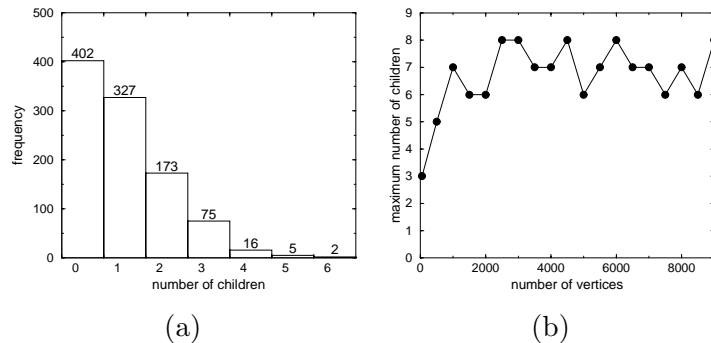 500
400
300
200
100
0
frequency
402
327
173
75
16
5
2
0 1 2 3 4 5 6
number of children
(a)
9
8
7
6
5
4
3
2
1
0
maximum number of children
0 2000 4000 6000 8000
number of vertices
(b)